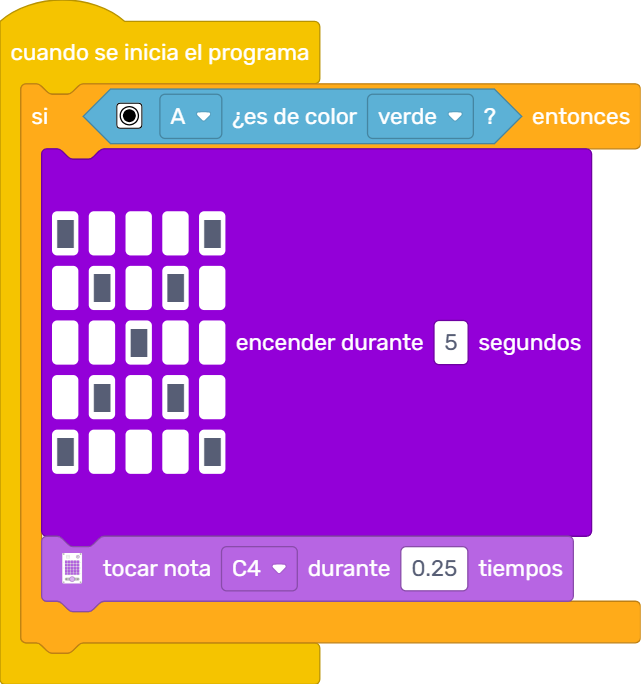 cuando se inicia el programa
si A ¿es de color verde ? entonces
encender durante 5 segundos
tocar nota C4 durante 0.25 tiempos